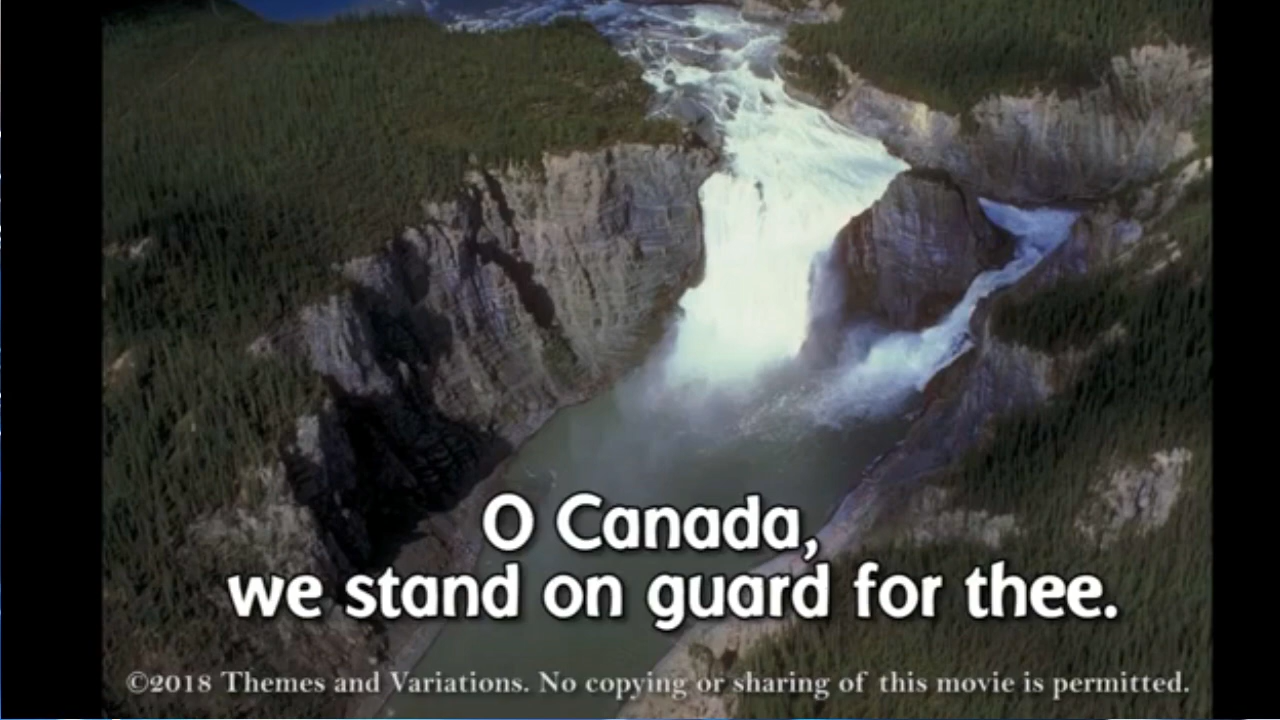 O Canada,
we stand on guard for thee.
©2018 Themes and Variations. No copying or sharing of this movie is permitted.